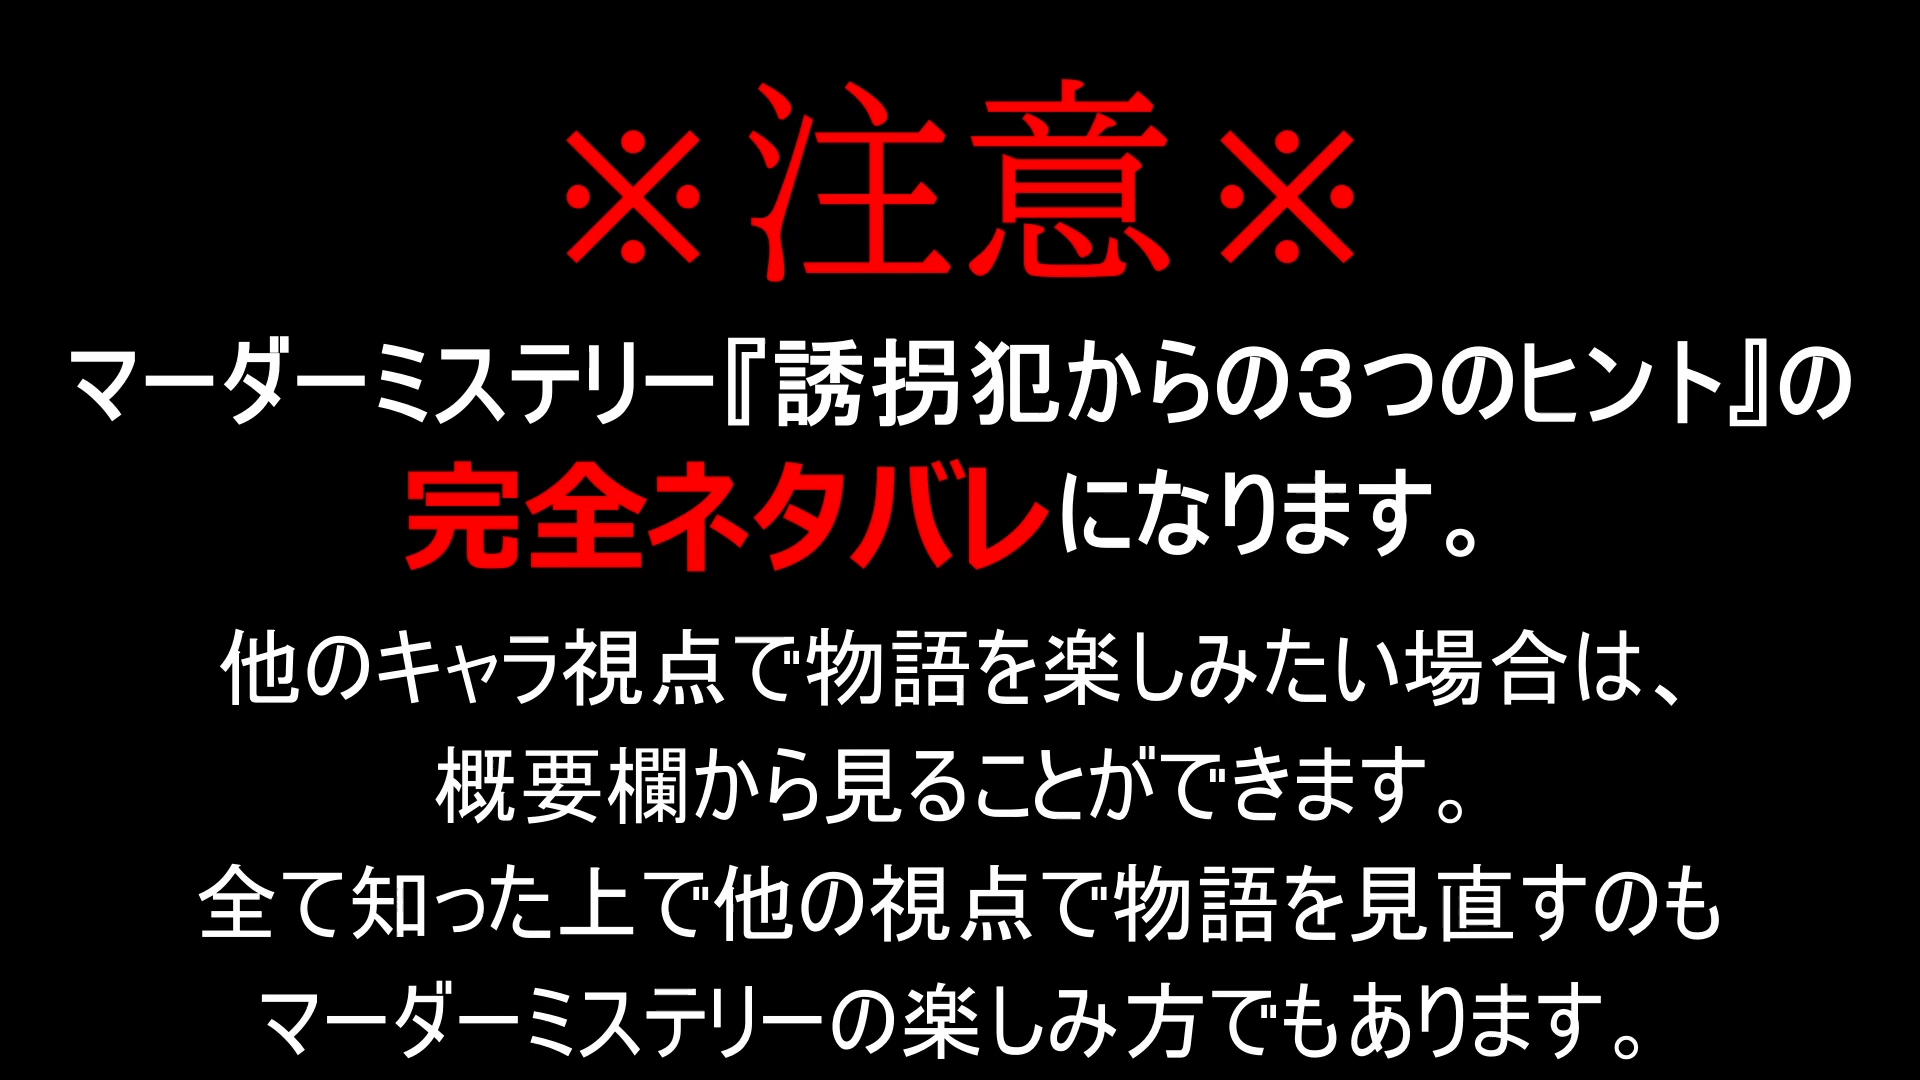 ※注意※
マーダーミステリー『誘拐犯からの３つのヒント』の
完全ネタバレになります。
他のキャラ視点で物語を楽しみたい場合は、
概要欄から見ることができます。
全て知った上で他の視点で物語を見直すのも
マーダーミステリーの楽しみ方でもあります。